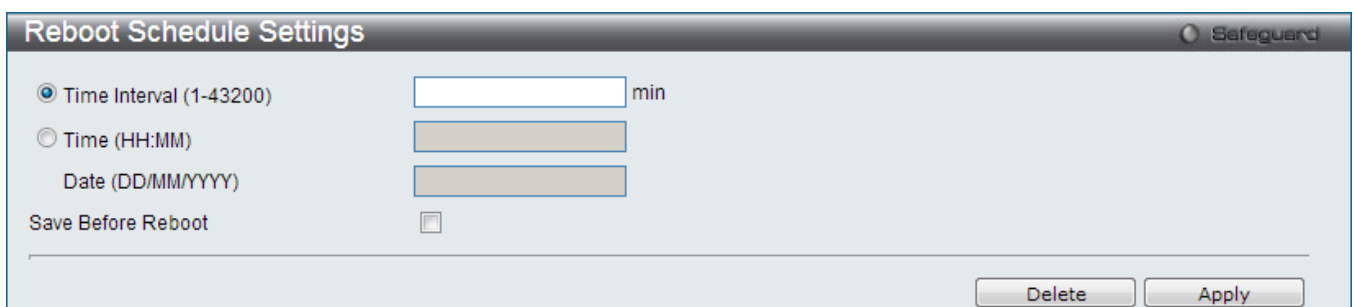 Reboot Schedule Settings
Safeguard
Time Interval (1-43200) min
Time (HH:MM)
Date (DD/MM/YYYY)
Save Before Reboot
Delete Apply